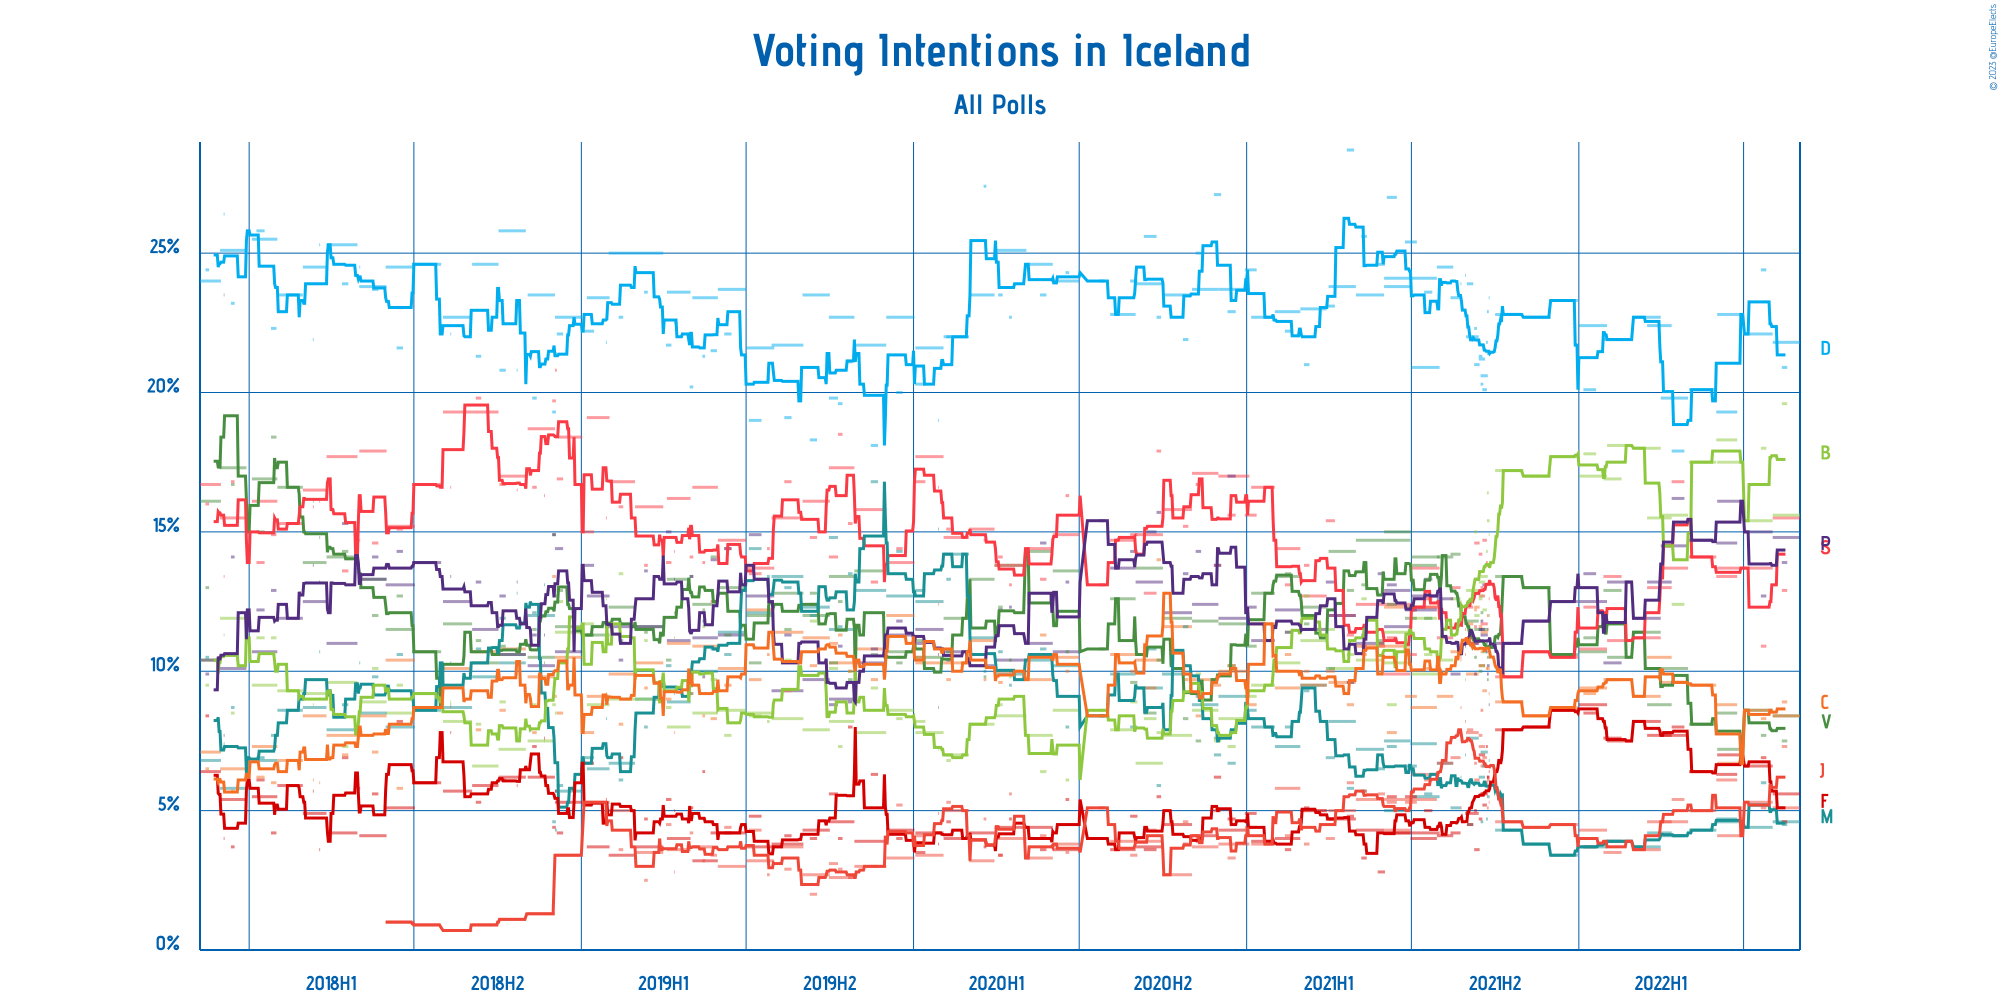 Voting Intentions in Iceland
All Polls
© 2023 @EuropeElects
25%
20%
15%
10%
5%
0%
D
B
P
S
C
V
J
F
M
2018H1 2018H2 2019H1 2019H2 2020H1 2020H2 2021H1 2021H2 2022H1